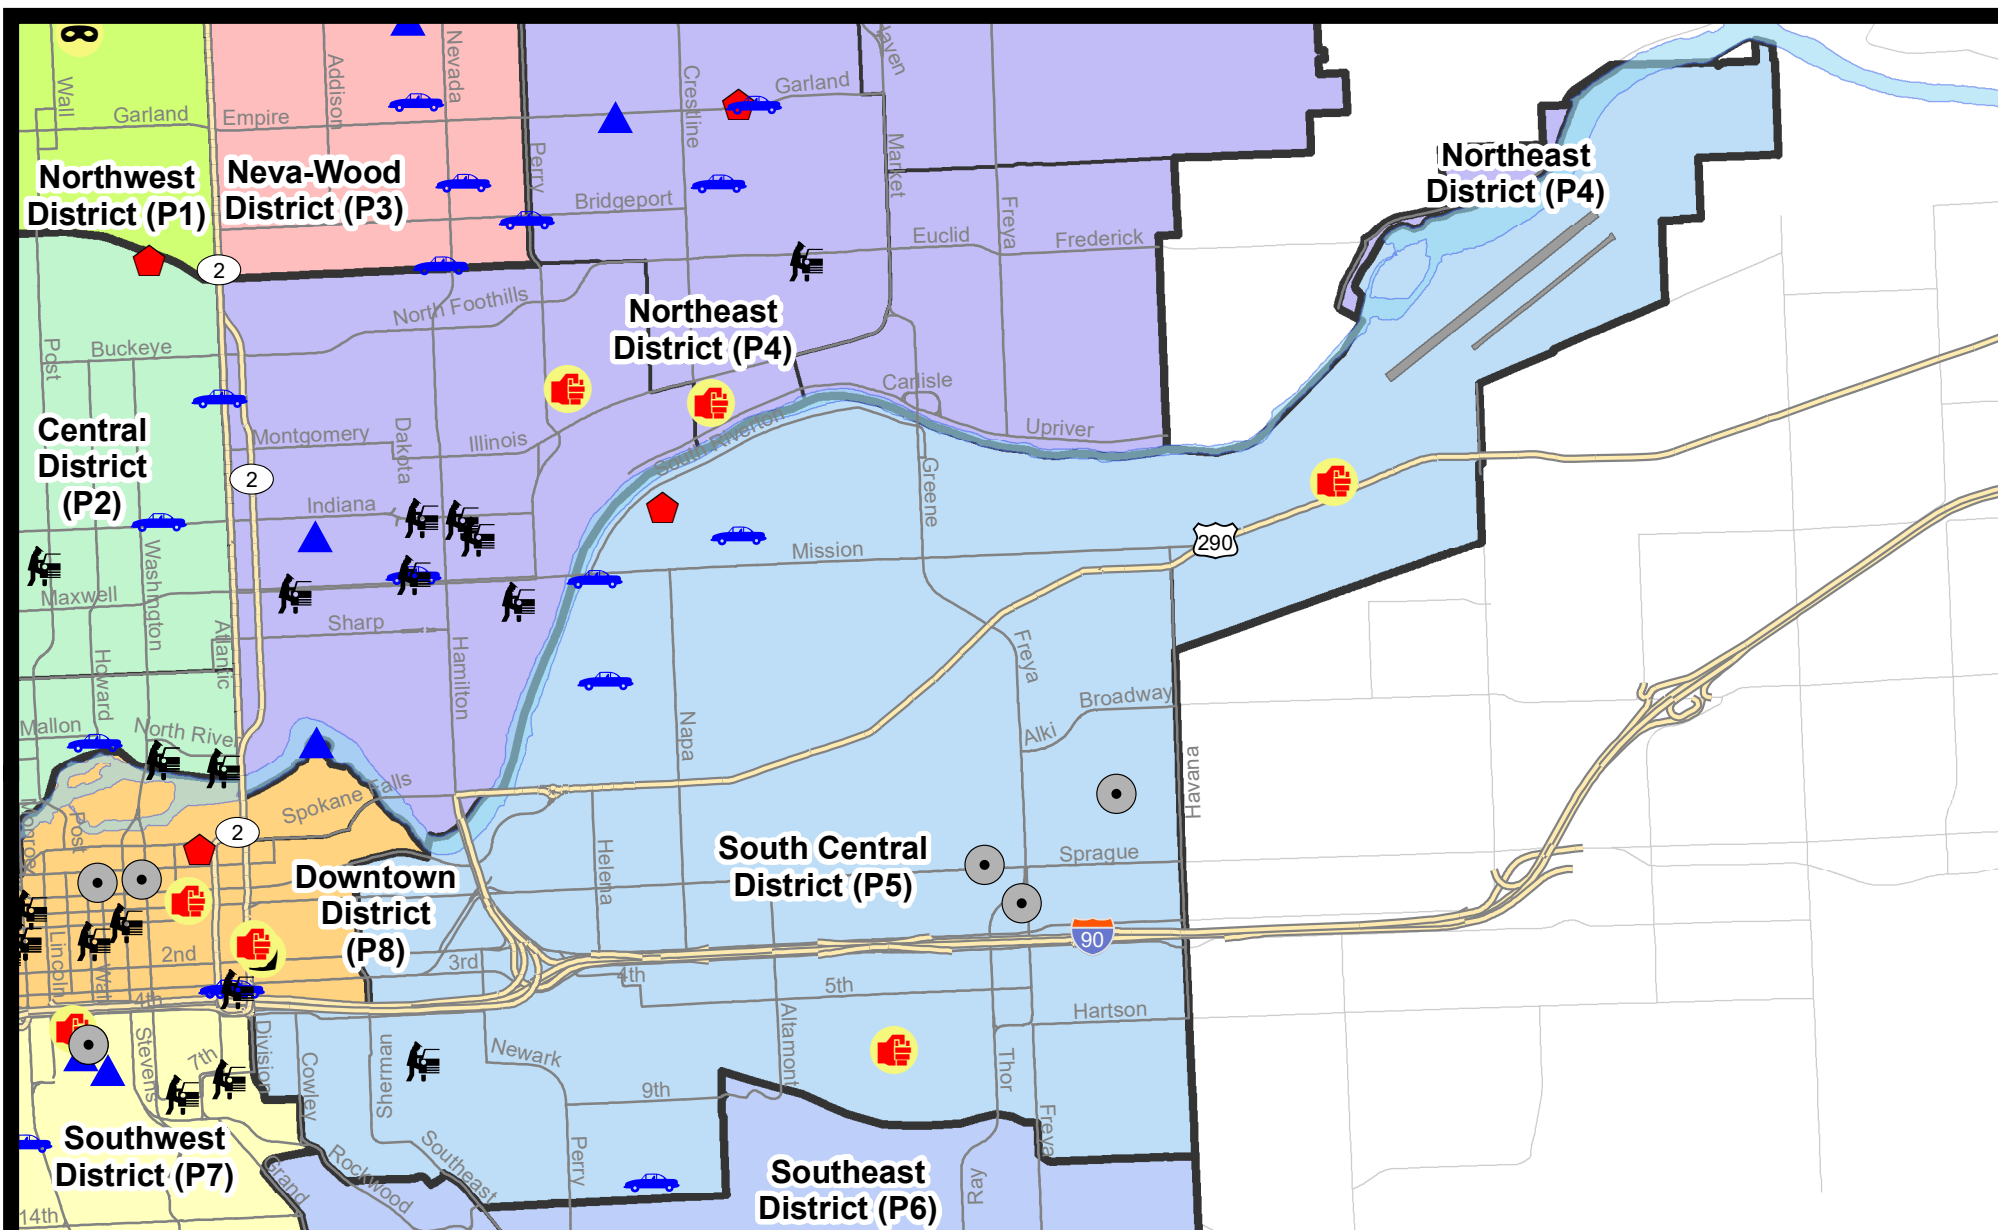 Wall
Addison
Nevada
Crestline
Haven
Garland
Garland
Empire
Perry
Market
Northwest
District (P1)
Neva-Wood
District (P3)
Northeast
District (P4)
Bridgeport
Freya
Euclid
Frederick
2
North Foothills
Northeast
District (P4)
Post
Buckeye
Carlisle
Central
District
(P2)
Montgomery
Dakota
Illinois
South Riverton
Upriver
2
Greene
Indiana
Washington
Mission
290
Maxwell
Sharp
Atlantic
Howard
Hamilton
Freya
Broadway
Mallon
North River
Napa
Alki
Havana
Spokane Falls
Monroe
Post
2
Helena
South Central
District (P5)
Sprague
Downtown
District
(P8)
Lincoln
Wall
2nd
3rd
4th
90
4th
5th
Hartson
Stevens
7th
Division
Cowley
Sherman
Newark
Altamont
Thor
9th
Freya
Southwest
District (P7)
Grand
Rockwood
Southeast
Perry
Southeast
District (P6)
Ray
14th